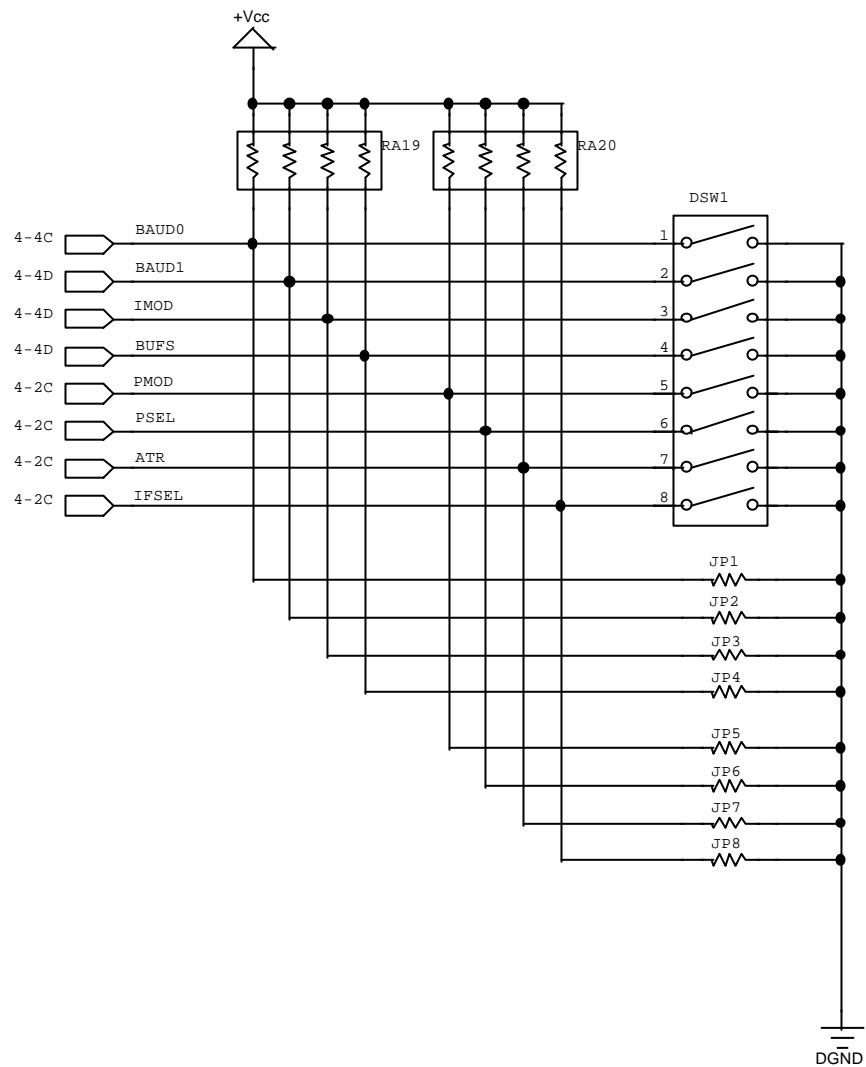 +Vcc
RA19
RA20
DSW1
4-4C BAUD0 1
4-4D BAUD1 2
4-4D IMOD 3
4-4D BUFS 4
4-2C PMOD 5
4-2C PSEL 6
4-2C ATR 7
4-2C IFSEL 8
JP1
JP2
JP3
JP4
JP5
JP6
JP7
JP8
DGND